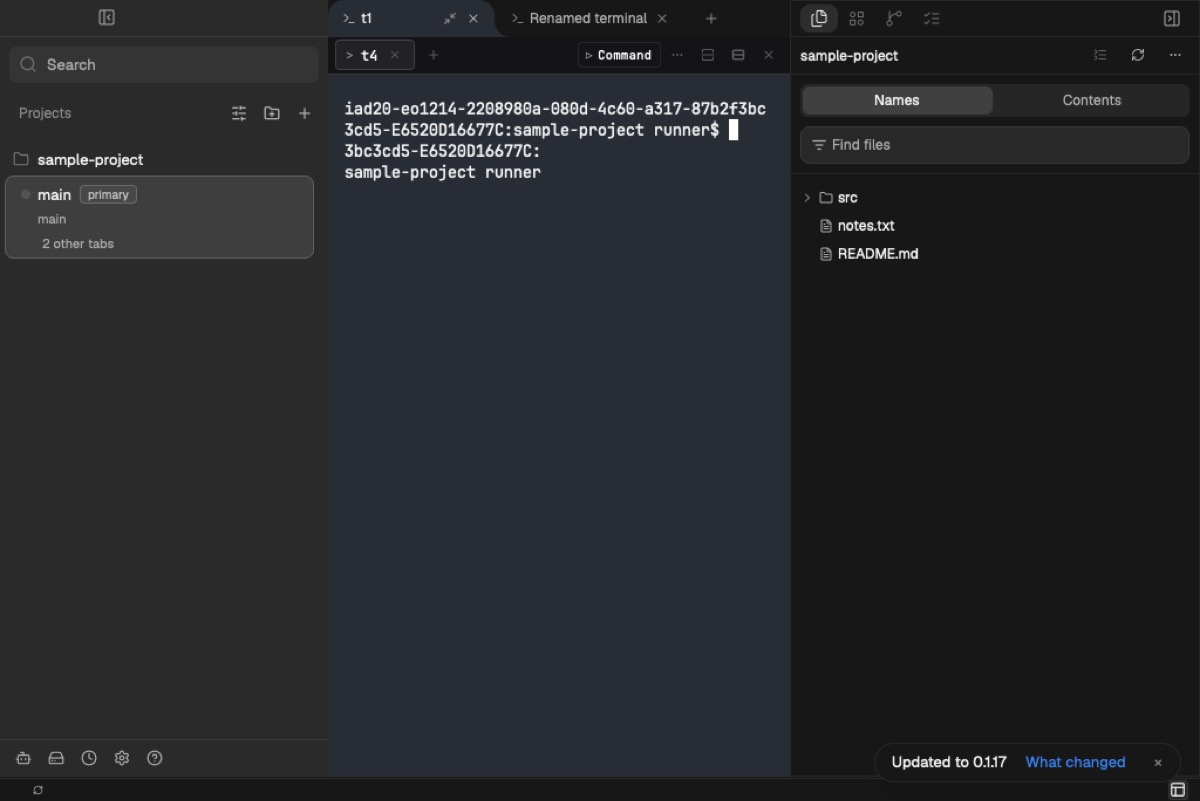 t1
Renamed terminal
Search
t4
Command
sample-project
Names
Contents
Projects
iad20-eo1214-2208980a-080d-4c60-a317-87b2f3bc
3cd5-E6520D16677C:sample-project runner$
3bc3cd5-E6520D16677C:
sample-project runner
Find files
sample-project
main primary
main
2 other tabs
src
notes.txt
README.md
Updated to 0.1.17 What changed